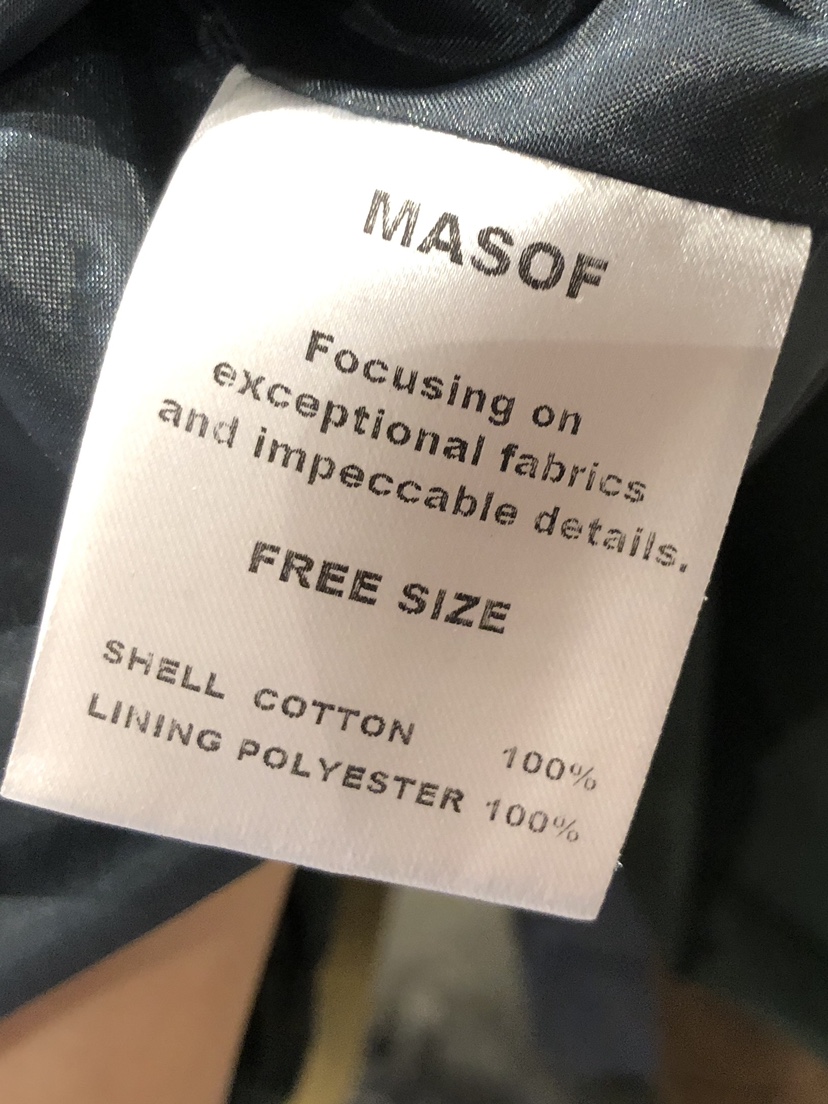 MASOF
Focusing on
exceptional fabrics
and impeccable details.
FREE SIZE
SHELL COTTON 100%
LINING POLYESTER 100%